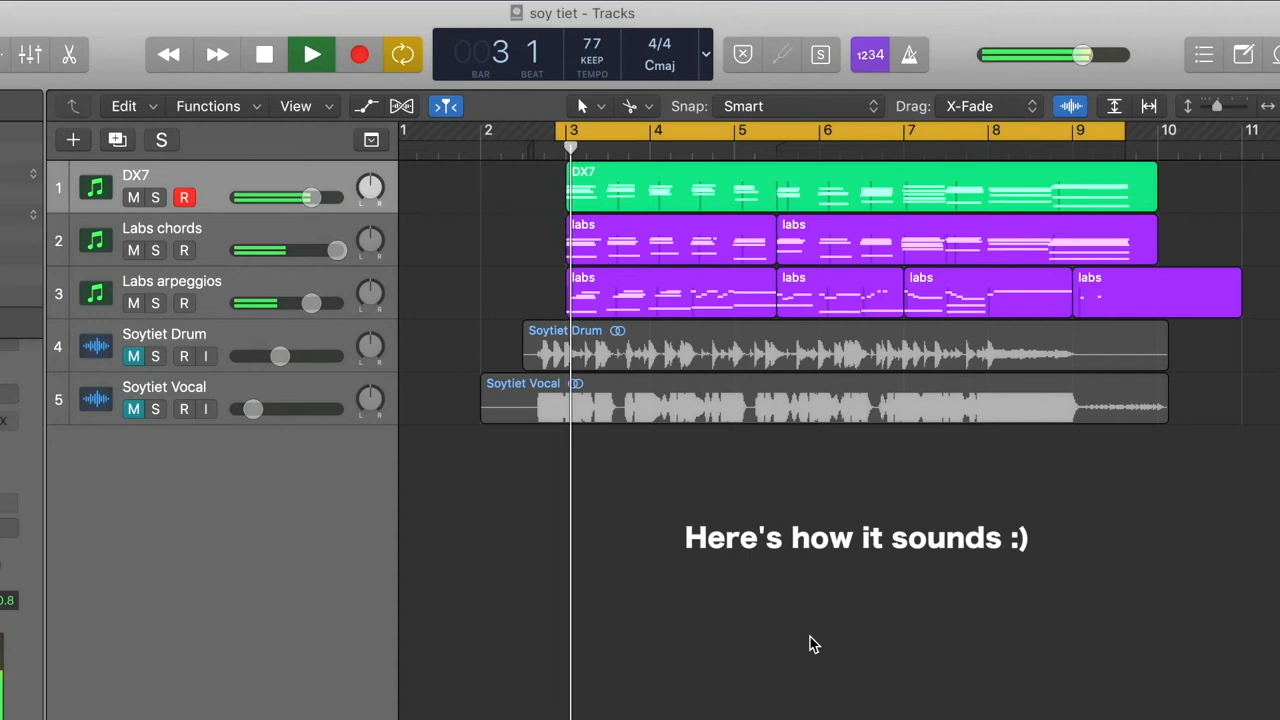 soy tiet - Tracks
003 1
BAR BEAT
77
KEEP
TEMPO
4/4
Cmaj
S
1234
Edit Functions View Snap: Smart Drag: X-Fade
S
1 2 3 4 5 6 7 8 9 10 11
1 DX7
M S R
L R
DX7
2 Labs chords
M S R
L R
labs labs
3 Labs arpeggios
M S R
L R
labs labs labs labs
4 Soytiet Drum
M S R I
L R
Soytiet Drum
5 Soytiet Vocal
M S R I
L R
Soytiet Vocal
X
Here's how it sounds :)
0.8